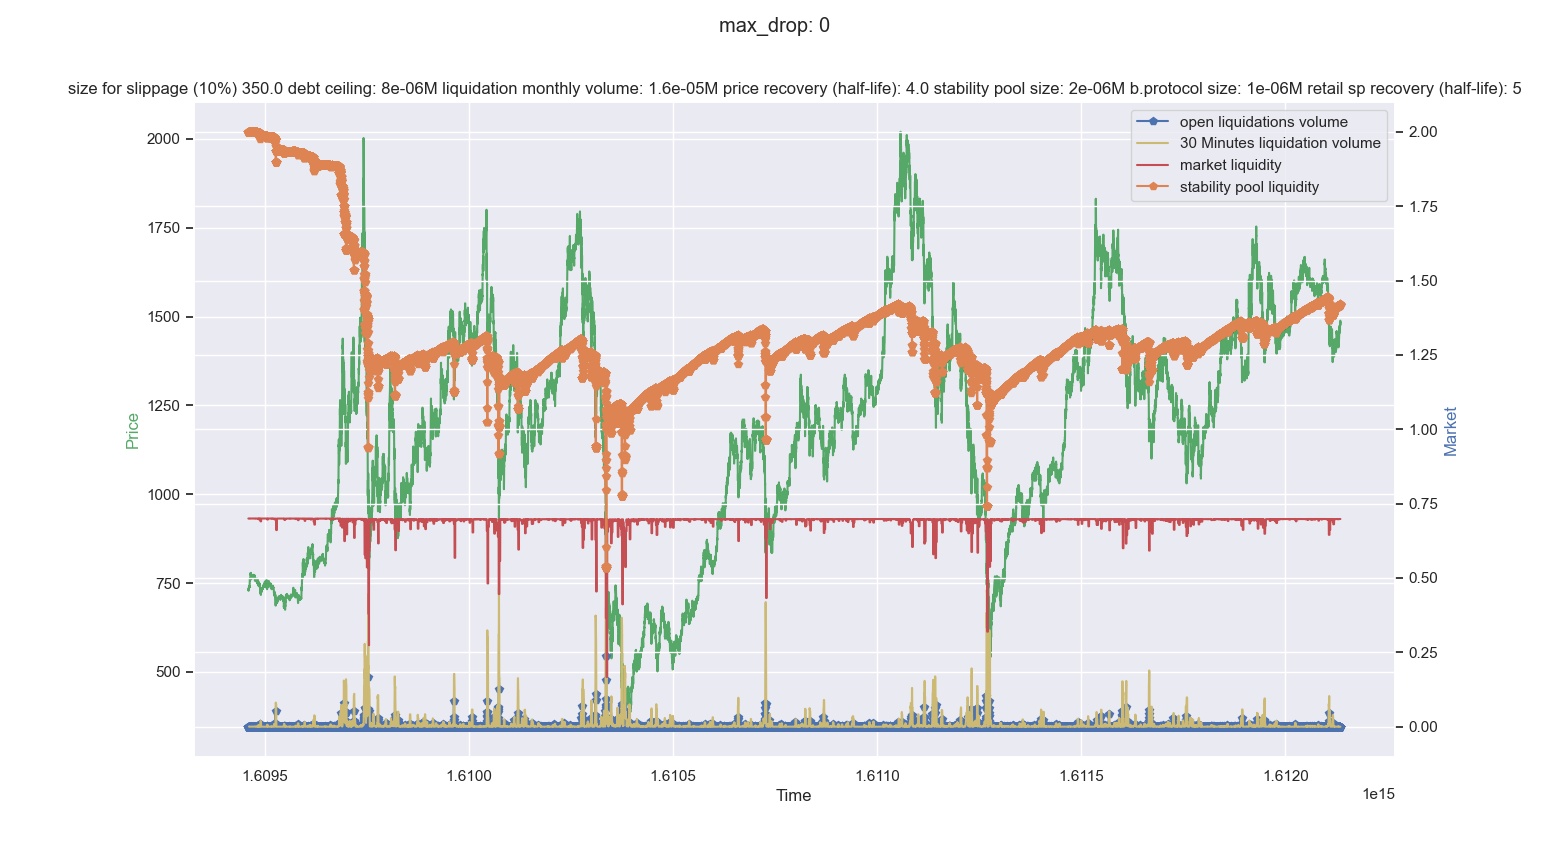 max_drop: 0
size for slippage (10%) 350.0 debt ceiling: 8e-06M liquidation monthly volume: 1.6e-05M price recovery (half-life): 4.0 stability pool size: 2e-06M b.protocol size: 1e-06M retail sp recovery (half-life): 5
open liquidations volume
30 Minutes liquidation volume
market liquidity
stability pool liquidity
2000
1750
1500
1250
1000
750
500
Price
2.00
1.75
1.50
1.25
1.00
0.75
0.50
0.25
0.00
Market
1.6095
1.6100
1.6105
1.6110
1.6115
1.6120
1e15
Time